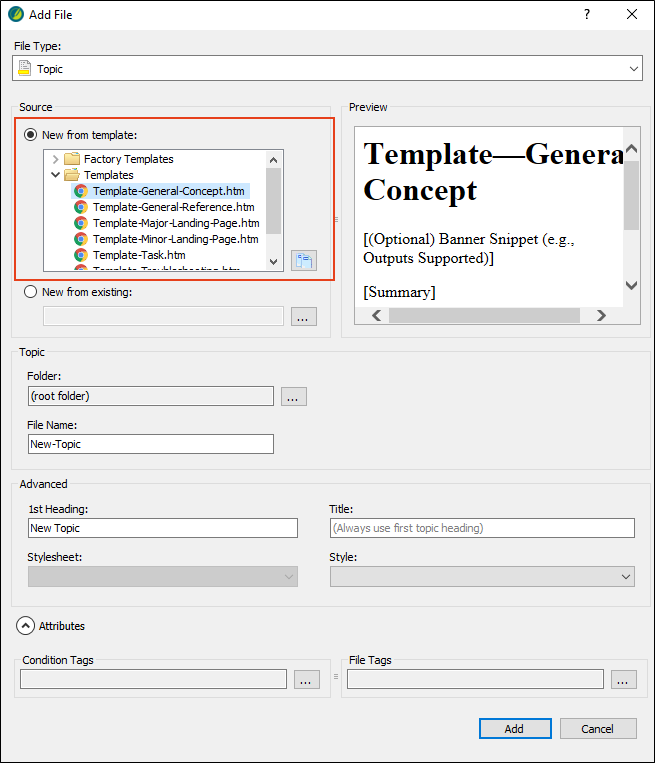 Add File
?
File Type:
Topic
Source
New from template:
Factory Templates
Templates
Template-General-Concept.htm
Template-General-Reference.htm
Template-Major-Landing-Page.htm
Template-Minor-Landing-Page.htm
Template-Task.htm
Template-Troubleshooting.htm
New from existing:
...
Preview
Template—Genera
Concept
[(Optional) Banner Snippet (e.g.,
Outputs Supported)]
[Summary]
Topic
Folder:
(root folder)
...
File Name:
New-Topic
Advanced
1st Heading:
New Topic
Title:
(Always use first topic heading)
Stylesheet:
Style:
Attributes
Condition Tags
...
File Tags
...
Add
Cancel